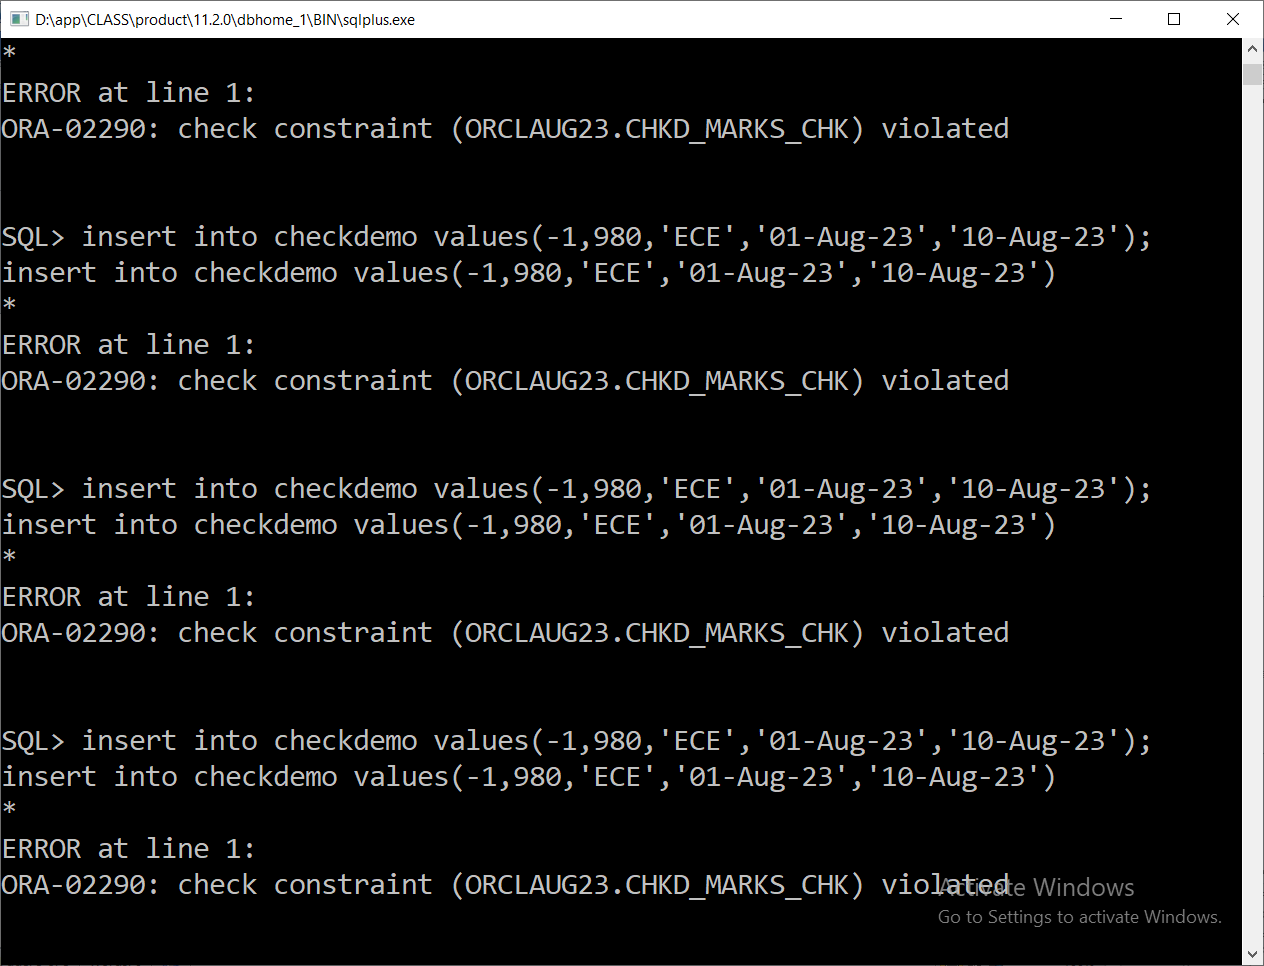 D:\app\CLASS\product\11.2.0\dbhome_1\BIN\sqlplus.exe
*
ERROR at line 1:
ORA-02290: check constraint (ORCLAUG23.CHKD_MARKS_CHK) violated
SQL> insert into checkdemo values(-1,980,'ECE','01-Aug-23','10-Aug-23');
insert into checkdemo values(-1,980,'ECE','01-Aug-23','10-Aug-23')
*
ERROR at line 1:
ORA-02290: check constraint (ORCLAUG23.CHKD_MARKS_CHK) violated
SQL> insert into checkdemo values(-1,980,'ECE','01-Aug-23','10-Aug-23');
insert into checkdemo values(-1,980,'ECE','01-Aug-23','10-Aug-23')
*
ERROR at line 1:
ORA-02290: check constraint (ORCLAUG23.CHKD_MARKS_CHK) violated
SQL> insert into checkdemo values(-1,980,'ECE','01-Aug-23','10-Aug-23');
insert into checkdemo values(-1,980,'ECE','01-Aug-23','10-Aug-23')
*
ERROR at line 1:
ORA-02290: check constraint (ORCLAUG23.CHKD_MARKS_CHK) violated
Activate Windows
Go to Settings to activate Windows.